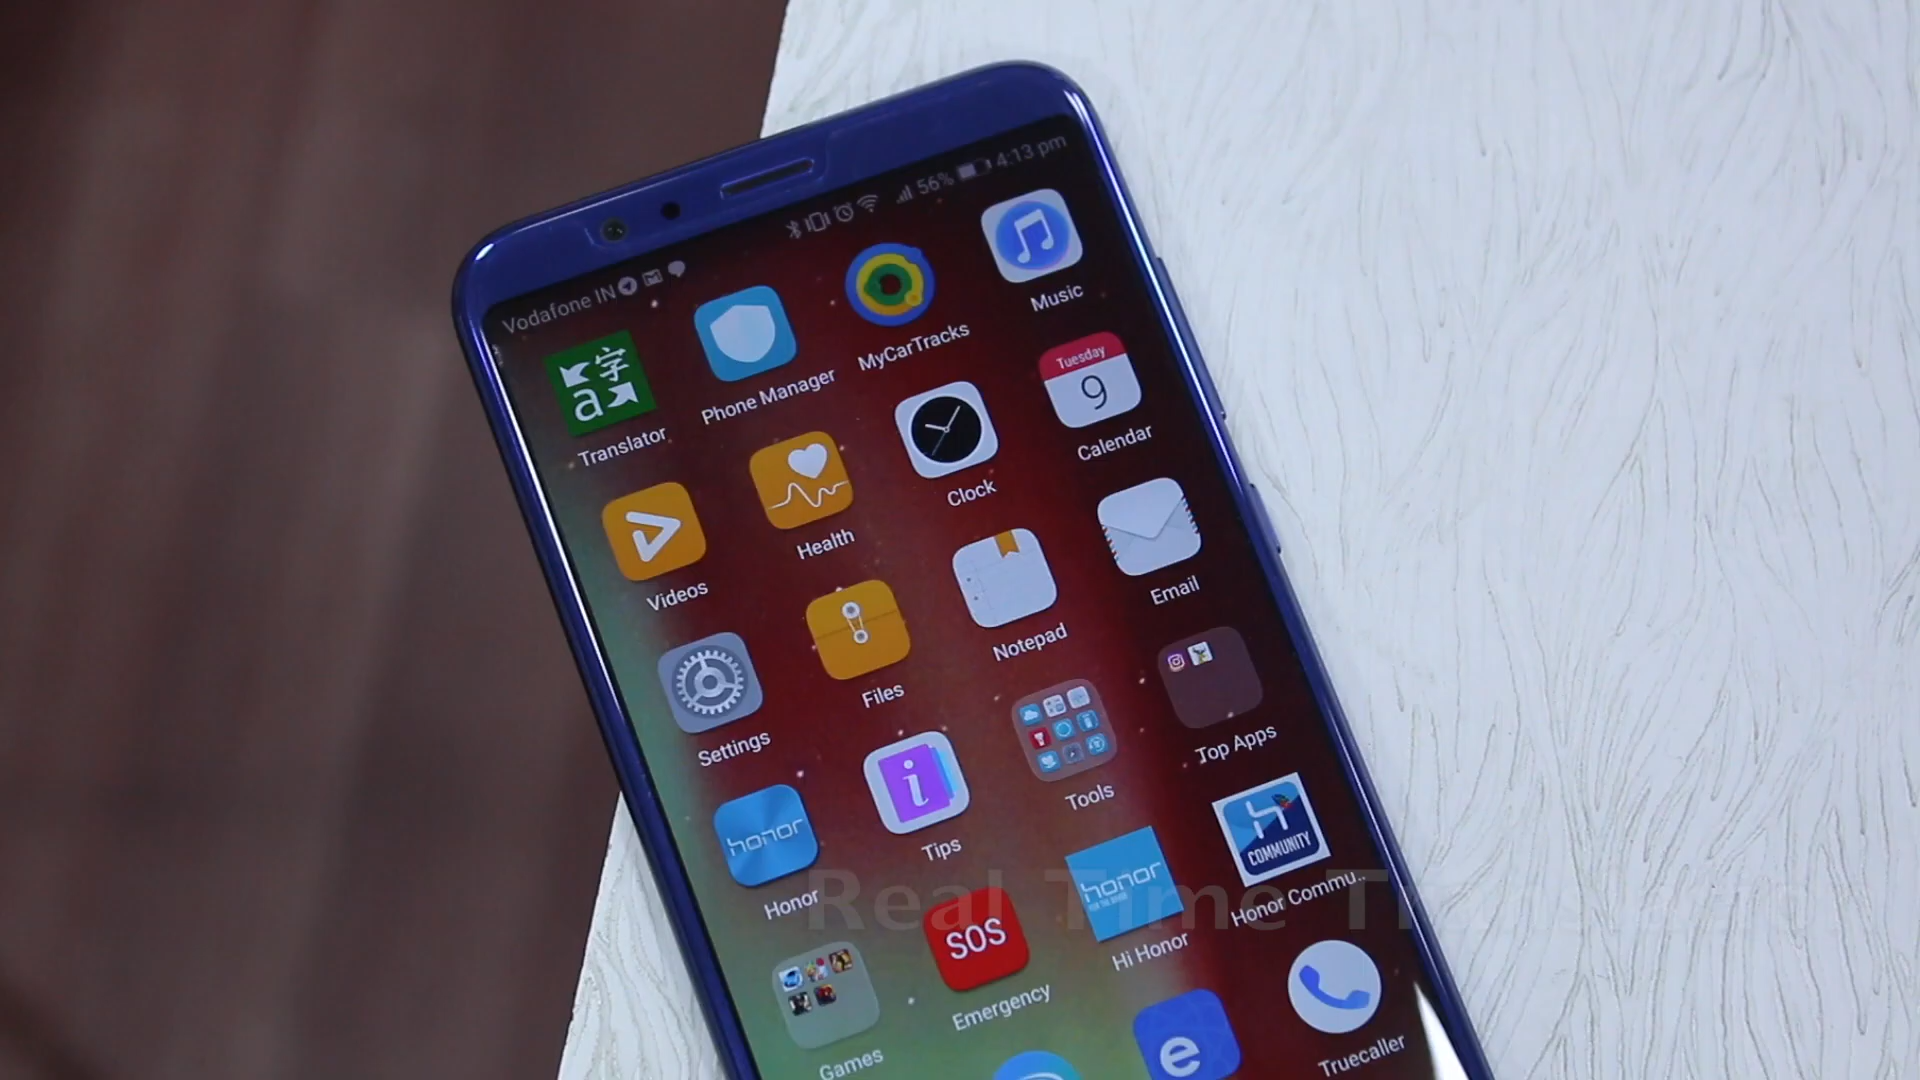 Vodafone IN
56% 4:13 pm
字
a
Translator
Phone Manager
MyCarTracks
Music
Videos
Health
Clock
Tuesday
9
Calendar
Settings
Files
Notepad
Email
honor
Honor
i
Tips
Tools
Top Apps
Games
SOS
Emergency
honor
Hi Honor
COMMUNITY
Honor Commu..
e
Truecaller
Real Time